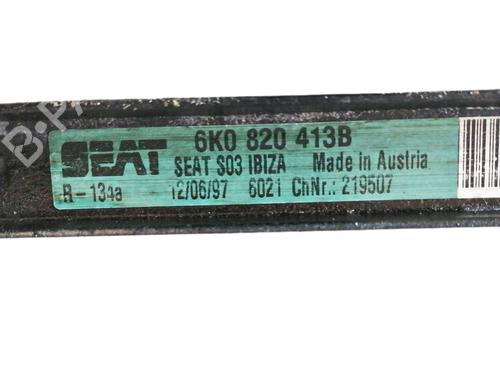 6K0 820 413B
SEAT
SEAT S03 IBIZA Made in Austria
R-134a 12/06/97 6021 ChNr.: 219507